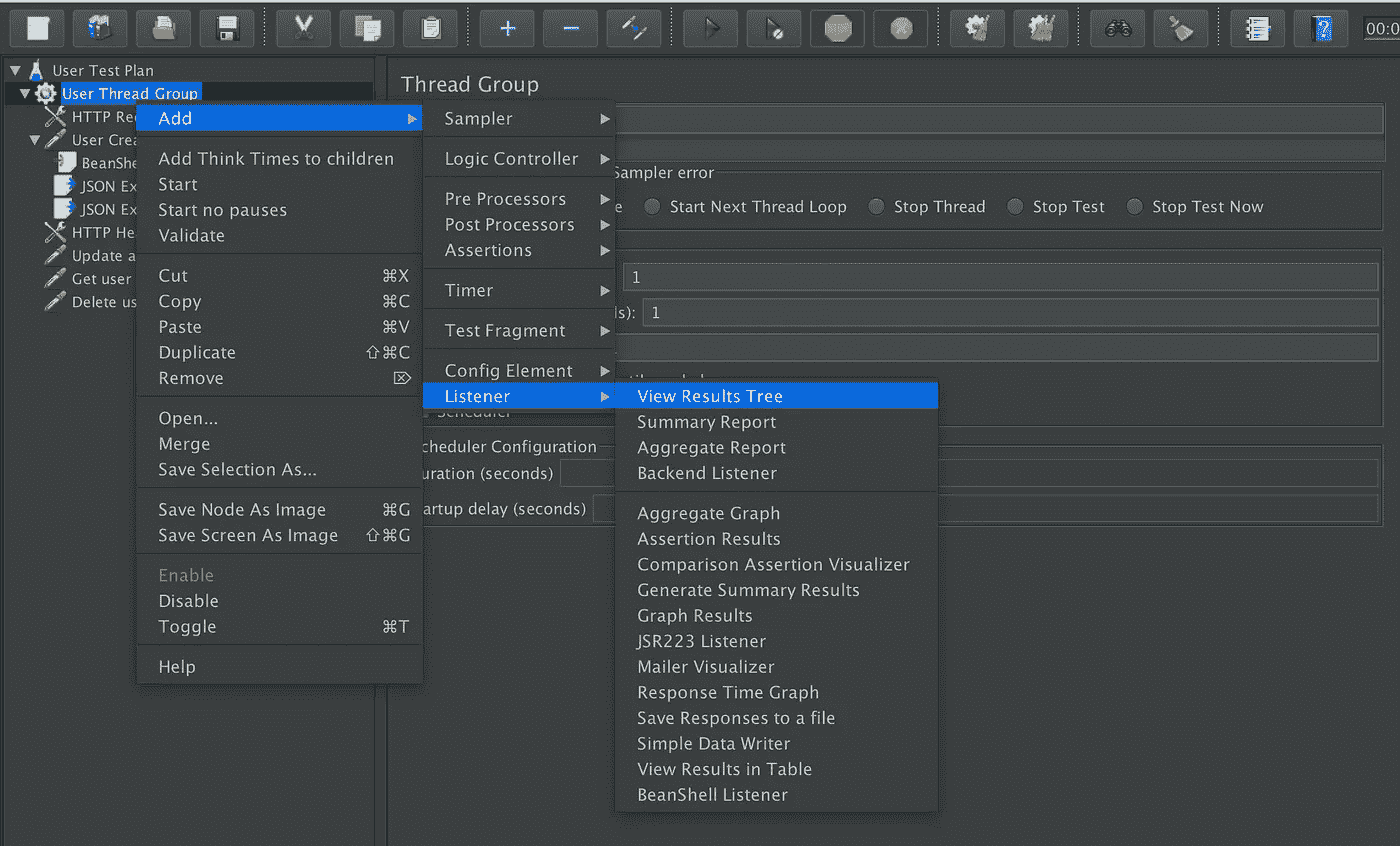 00:0
User Test Plan
User Thread Group
HTTP Re
User Crea
BeanShe
JSON Ex
JSON Ex
HTTP He
Update a
Get user
Delete us
Add
Add Think Times to children
Start
Start no pauses
Validate
Cut ⌘X
Copy ⌘C
Paste ⌘V
Duplicate ⇧⌘C
Remove ⌦
Open...
Merge
Save Selection As...
Save Node As Image ⌘G
Save Screen As Image ⇧⌘G
Enable
Disable
Toggle ⌘T
Help
Sampler
Logic Controller
Pre Processors
Post Processors
Assertions
Timer
Test Fragment
Config Element
Listener
View Results Tree
Summary Report
Aggregate Report
Backend Listener
Aggregate Graph
Assertion Results
Comparison Assertion Visualizer
Generate Summary Results
Graph Results
JSR223 Listener
Mailer Visualizer
Response Time Graph
Save Responses to a file
Simple Data Writer
View Results in Table
BeanShell Listener
Thread Group
Sampler error
e Start Next Thread Loop Stop Thread Stop Test Stop Test Now
1
ds): 1
Scheduler
cheduler Configuration
uration (seconds)
artup delay (seconds)